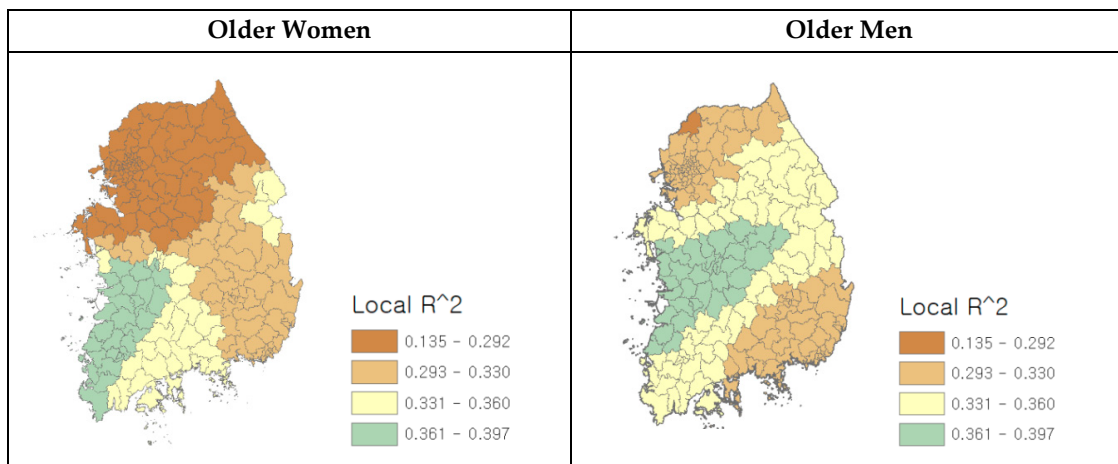 Older Women
Older Men
Local R^2
0.135 - 0.292
0.293 - 0.330
0.331 - 0.360
0.361 - 0.397
Local R^2
0.135 - 0.292
0.293 - 0.330
0.331 - 0.360
0.361 - 0.397